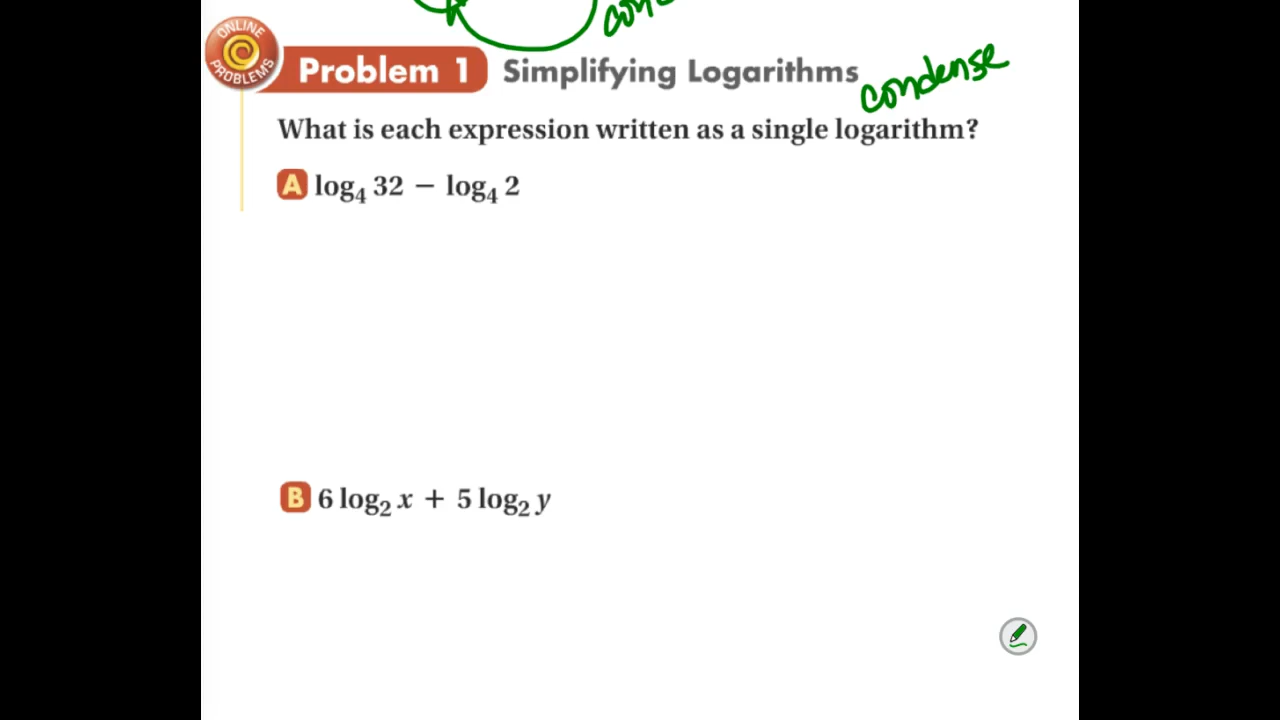 ONLINE PROBLEMS
Problem 1 Simplifying Logarithms condense
What is each expression written as a single logarithm?
A log₄ 32 − log₄ 2
B 6 log₂ x + 5 log₂ y